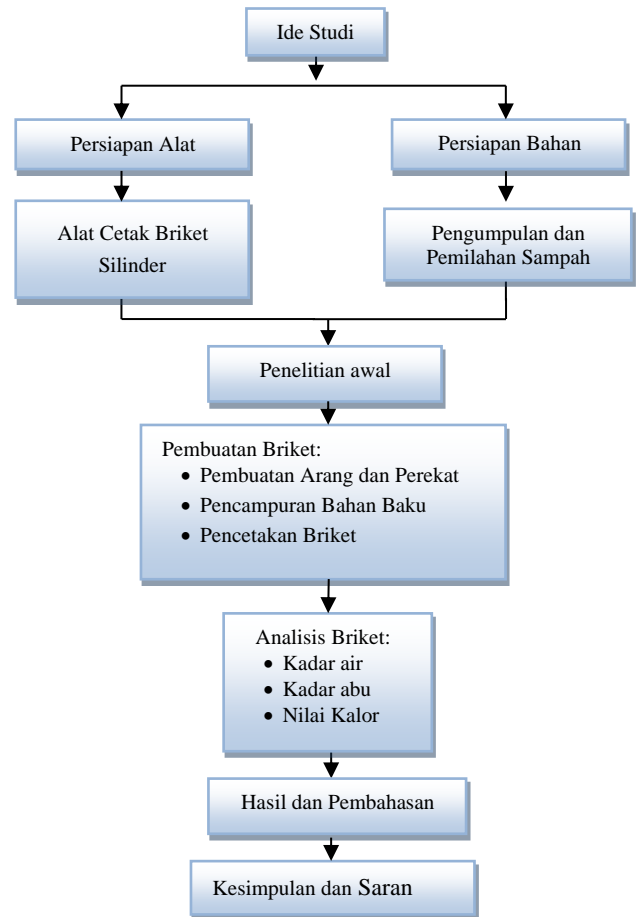 Ide Studi
Persiapan Alat
Persiapan Bahan
Alat Cetak Briket
Silinder
Pengumpulan dan
Pemilahan Sampah
Penelitian awal
Pembuatan Briket:
• Pembuatan Arang dan Perekat
• Pencampuran Bahan Baku
• Pencetakan Briket
Analisis Briket:
• Kadar air
• Kadar abu
• Nilai Kalor
Hasil dan Pembahasan
Kesimpulan dan Saran